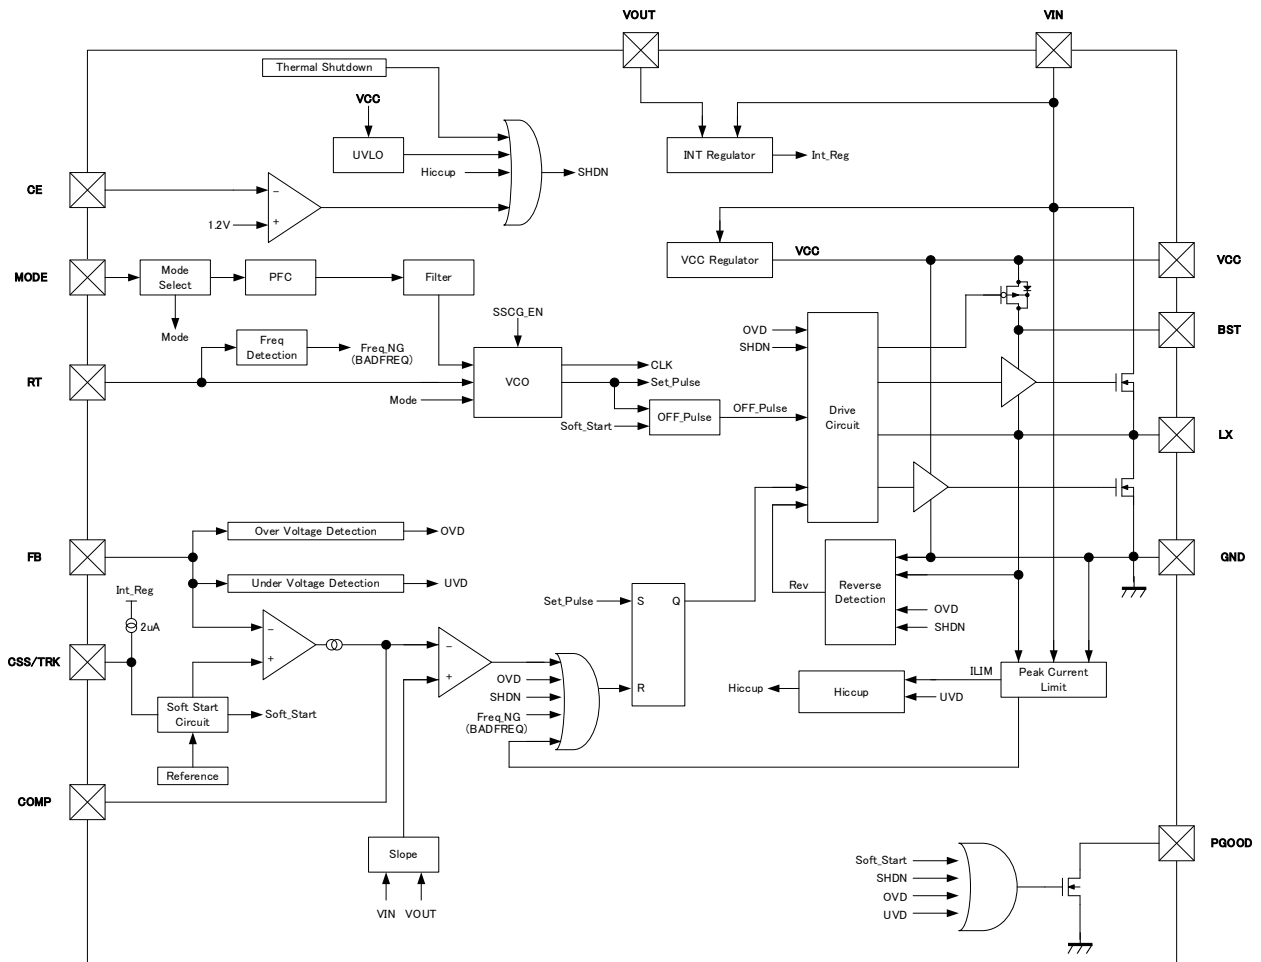 VOUT
VIN
Thermal Shutdown
VCC
UVLO
Hiccup
SHDN
INT Regulator
Int_Reg
CE
−
+
1.2V
VCC Regulator
VCC
VCC
MODE
Mode
Select
PFC
Filter
Mode
SSCG_EN
BST
Freq
Detection
Freq_NG
(BADFREQ)
OVD
SHDN
RT
VCO
CLK
Set_Pulse
Mode
OFF_Pulse
OFF_Pulse
Soft_Start
Drive
Circuit
LX
FB
Over Voltage Detection
OVD
GND
Under Voltage Detection
UVD
Int_Reg
2uA
Rev
Reverse
Detection
OVD
SHDN
Set_Pulse
S
Q
R
−
+
−
+
CSS/TRK
OVD
SHDN
Freq_NG
(BADFREQ)
ILIM
Peak Current
Limit
Hiccup
Hiccup
UVD
Soft Start
Circuit
Soft_Start
Reference
COMP
Slope
VIN
VOUT
PGOOD
Soft_Start
SHDN
OVD
UVD